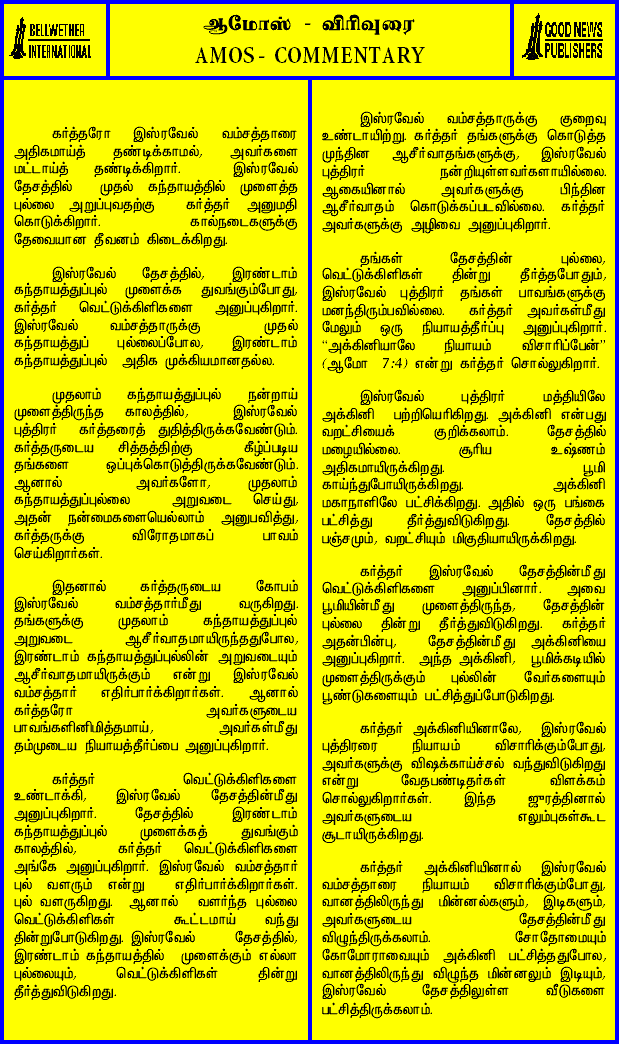 BELLWETHER
INTERNATIONAL
ஆமோஸ் - விரிவுரை
AMOS - COMMENTARY
GOOD NEWS
PUBLISHERS
கர்த்தரோ இஸ்ரவேல் வம்சத்தாரை
அதிகமாய்த் தண்டிக்காமல், அவர்களை
மட்டாய்த் தண்டிக்கிறார். இஸ்ரவேல்
தேசத்தில் முதல் கந்தாயத்தில் முளைத்த
புல்லை அறுப்புவதற்கு கர்த்தர் அனுமதி
கொடுக்கிறார். கால்நடைகளுக்கு
தேவையான தீவனம் கிடைக்கிறது.
இஸ்ரவேல் தேசத்தில், இரண்டாம்
கந்தாயத்துப்புல் முளைக்க துவங்கும்போது,
கர்த்தர் வெட்டுக்கிளிகளை அனுப்புகிறார்.
இஸ்ரவேல் வம்சத்தாருக்கு முதல்
கந்தாயத்துப் புல்லைப்போல, இரண்டாம்
கந்தாயத்துப்புல் அதிக முக்கியமானதல்ல.
முதலாம் கந்தாயத்துப்புல் நன்றாய்
முளைத்திருந்த காலத்தில், இஸ்ரவேல்
புத்திரர் கர்த்தரைத் துதித்திருக்கவேண்டும்.
கர்த்தருடைய சித்தத்திற்கு கீழ்ப்படிய
தங்களை ஒப்புக்கொடுத்திருக்கவேண்டும்.
ஆனால் அவர்களோ, முதலாம்
கந்தாயத்துப்புல்லை அறுவடை செய்து,
அதன் நன்மைகளையெல்லாம் அனுபவித்து,
கர்த்தருக்கு விரோதமாகப் பாவம்
செய்கிறார்கள்.
இதனால் கர்த்தருடைய கோபம்
இஸ்ரவேல் வம்சத்தார்மீது வருகிறது.
தங்களுக்கு முதலாம் கந்தாயத்துப்புல்
அறுவடை ஆசீர்வாதமாயிருந்ததுபோல,
இரண்டாம் கந்தாயத்துப்புல்லின் அறுவடையும்
ஆசீர்வாதமாயிருக்கும் என்று இஸ்ரவேல்
வம்சத்தார் எதிர்பார்க்கிறார்கள். ஆனால்
கர்த்தரோ அவர்களுடைய
பாவங்களினிமித்தமாய், அவர்கள்மீது
தம்முடைய நியாயத்தீர்ப்பை அனுப்புகிறார்.
கர்த்தர் வெட்டுக்கிளிகளை
உண்டாக்கி, இஸ்ரவேல் தேசத்தின்மீது
அனுப்புகிறார். தேசத்தில் இரண்டாம்
கந்தாயத்துப்புல் முளைக்கத் துவங்கும்
காலத்தில், கர்த்தர் வெட்டுக்கிளிகளை
அங்கே அனுப்புகிறார். இஸ்ரவேல் வம்சத்தார்
புல் வளரும் என்று எதிர்பார்க்கிறார்கள்.
புல் வளருகிறது. ஆனால் வளர்ந்த புல்லை
வெட்டுக்கிளிகள் கூட்டமாய் வந்து
தின்றுபோடுகிறது. இஸ்ரவேல் தேசத்தில்,
இரண்டாம் கந்தாயத்தில் முளைக்கும் எல்லா
புல்லையும், வெட்டுக்கிளிகள் தின்று
தீர்த்துவிடுகிறது.
இஸ்ரவேல் வம்சத்தாருக்கு குறைவு
உண்டாயிற்று. கர்த்தர் தங்களுக்கு கொடுத்த
முந்தின ஆசீர்வாதங்களுக்கு, இஸ்ரவேல்
புத்திரர் நன்றியுள்ளவர்களாயில்லை.
ஆகையினால் அவர்களுக்கு பிந்தின
ஆசீர்வாதம் கொடுக்கப்படவில்லை. கர்த்தர்
அவர்களுக்கு அழிவை அனுப்புகிறார்.
தங்கள் தேசத்தின் புல்லை,
வெட்டுக்கிளிகள் தின்று தீர்த்தபோதும்,
இஸ்ரவேல் புத்திரர் தங்கள் பாவங்களுக்கு
மனந்திரும்பவில்லை. கர்த்தர் அவர்கள்மீது
மேலும் ஒரு நியாயத்தீர்ப்பு அனுப்புகிறார்.
“அக்கினியாலே நியாயம் விசாரிப்பேன்”
(ஆமோ 7:4) என்று கர்த்தர் சொல்லுகிறார்.
இஸ்ரவேல் புத்திரர் மத்தியிலே
அக்கினி பற்றியெரிகிறது. அக்கினி என்பது
வறட்சியைக் குறிக்கலாம். தேசத்தில்
மழையில்லை. சூரிய உஷ்ணம்
அதிகமாயிருக்கிறது. பூமி
காய்ந்துபோயிருக்கிறது. அக்கினி
மகாநாளிலே பட்சிக்கிறது. அதில் ஒரு பங்கை
பட்சித்து தீர்த்துவிடுகிறது. தேசத்தில்
பஞ்சமும், வறட்சியும் மிகுதியாயிருக்கிறது.
கர்த்தர் இஸ்ரவேல் தேசத்தின்மீது
வெட்டுக்கிளிகளை அனுப்பினார். அவை
பூமியின்மீது முளைத்திருந்த, தேசத்தின்
புல்லை தின்று தீர்த்துவிடுகிறது. கர்த்தர்
அதன்பின்பு, தேசத்தின்மீது அக்கினியை
அனுப்புகிறார். அந்த அக்கினி, பூமிக்கடியில்
முளைத்திருக்கும் புல்லின் வேர்களையும்
பூண்டுகளையும் பட்சித்துப்போடுகிறது.
கர்த்தர் அக்கினியினாலே, இஸ்ரவேல்
புத்திரரை நியாயம் விசாரிக்கும்போது,
அவர்களுக்கு விஷக்காய்ச்சல் வந்துவிடுகிறது
என்று வேதபண்டிதர்கள் விளக்கம்
சொல்லுகிறார்கள். இந்த ஜுரத்தினால்
அவர்களுடைய எலும்புகள்கூட
சூடாயிருக்கிறது.
கர்த்தர் அக்கினியினால் இஸ்ரவேல்
வம்சத்தாரை நியாயம் விசாரிக்கும்போது,
வானத்திலிருந்து மின்னல்களும், இடிகளும்,
அவர்களுடைய தேசத்தின்மீது
விழுந்திருக்கலாம். சோதோமையும்
கோமோராவையும் அக்கினி பட்சித்ததுபோல,
வானத்திலிருந்து விழுந்த மின்னலும் இடியும்,
இஸ்ரவேல் தேசத்திலுள்ள வீடுகளை
பட்சித்திருக்கலாம்.